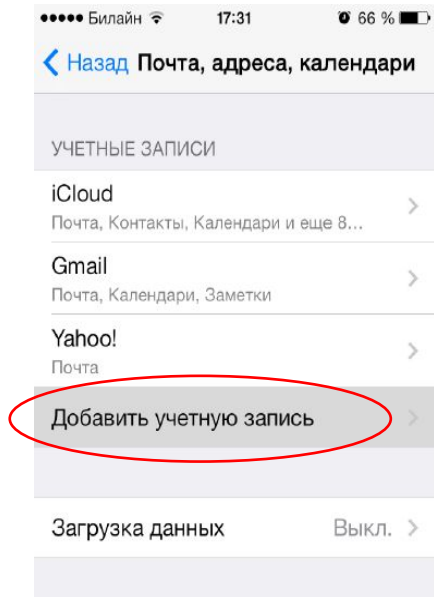 Билайн 17:31 66 %
Назад Почта, адреса, календари
УЧЕТНЫЕ ЗАПИСИ
iCloud
Почта, Контакты, Календари и еще 8...
Gmail
Почта, Календари, Заметки
Yahoo!
Почта
Добавить учетную запись
Загрузка данных Выкл.